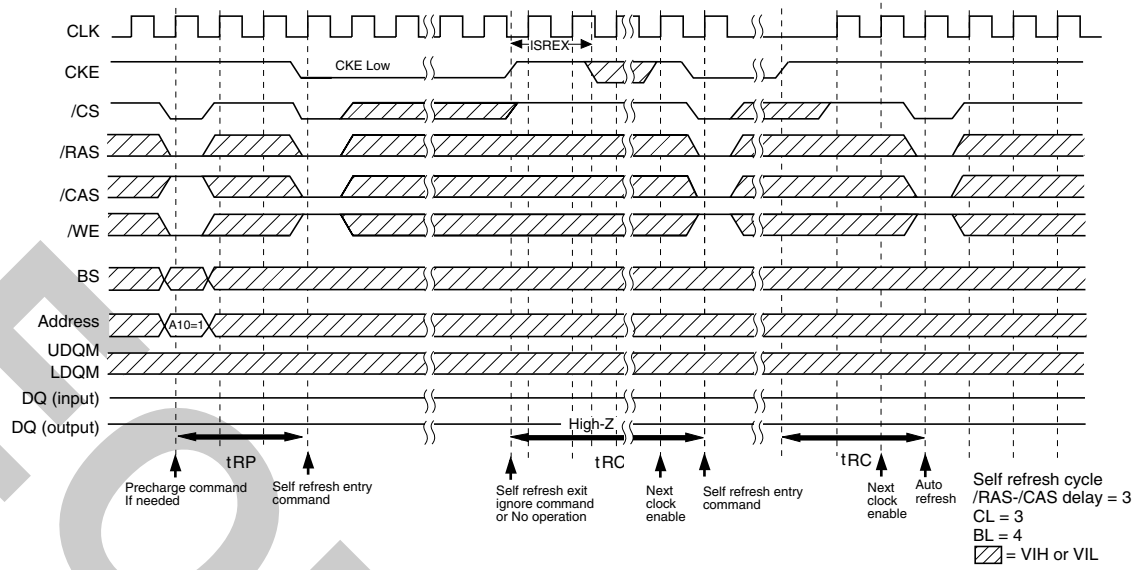 CLK
ISREX
CKE
CKE Low
/CS
/RAS
/CAS
/WE
BS
Address
A10=1
UDQM
LDQM
DQ (input)
DQ (output)
High-Z
tRP
tRC
tRC
Precharge command
If needed
Self refresh entry
command
Self refresh exit
ignore command
or No operation
Next
clock
enable
Self refresh entry
command
Next
clock
enable
Auto
refresh
Self refresh cycle
/RAS-/CAS delay = 3
CL = 3
BL = 4
= VIH or VIL